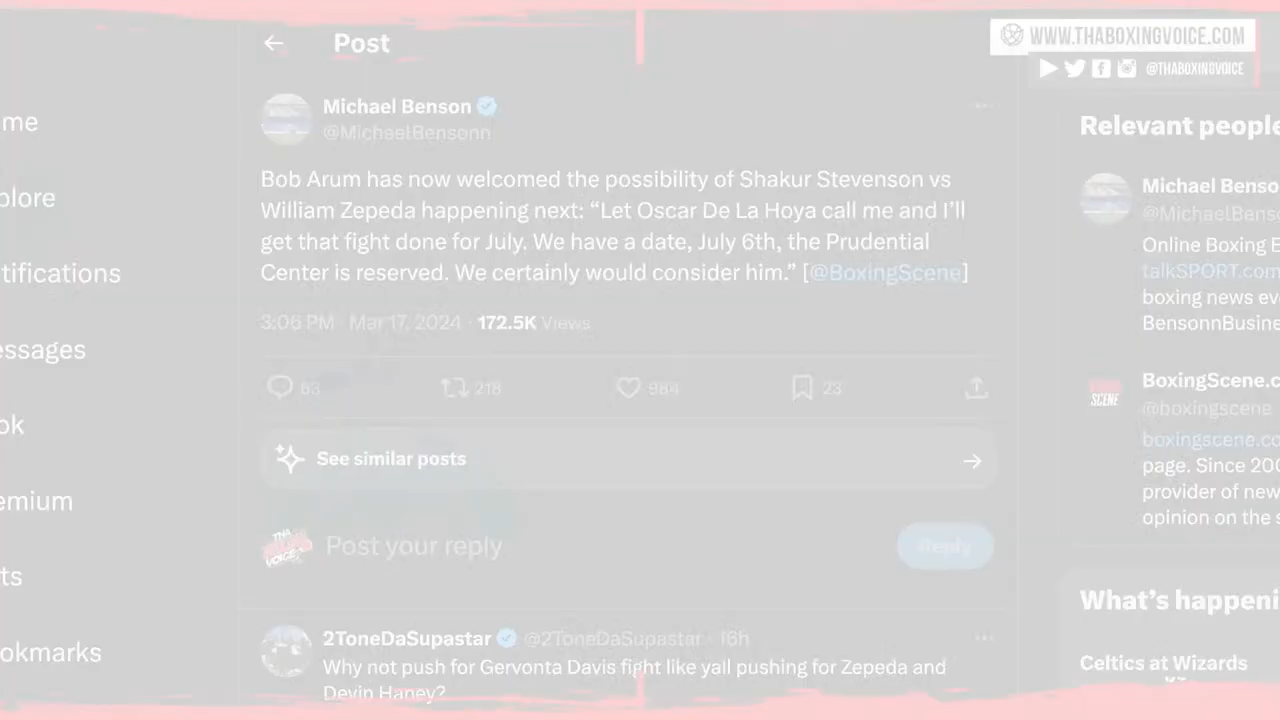 WWW.THABOXINGVOICE.COM
@THABOXINGVOICE
Post
me
plore
tifications
essages
ok
emium
ts
okmarks
Michael Benson
@MichaelBensonn
Bob Arum has now welcomed the possibility of Shakur Stevenson vs
William Zepeda happening next: “Let Oscar De La Hoya call me and I’ll
get that fight done for July. We have a date, July 6th, the Prudential
Center is reserved. We certainly would consider him.” [@BoxingScene]
3:06 PM · Mar 17, 2024 · 172.5K Views
63 218 984 23
See similar posts
THA
VOICE
Post your reply
Reply
2ToneDaSupastar @2ToneDaSupastar · 16h
Why not push for Gervonta Davis fight like yall pushing for Zepeda and
Devin Haney?
Relevant people
Michael Benso
@MichaelBens
Online Boxing E
talkSPORT.com
boxing news eve
BensonnBusine
SCENE
BoxingScene.c
@boxingscene
boxingscene.co
page. Since 200
provider of new
opinion on the s
What’s happeni
Celtics at Wizards